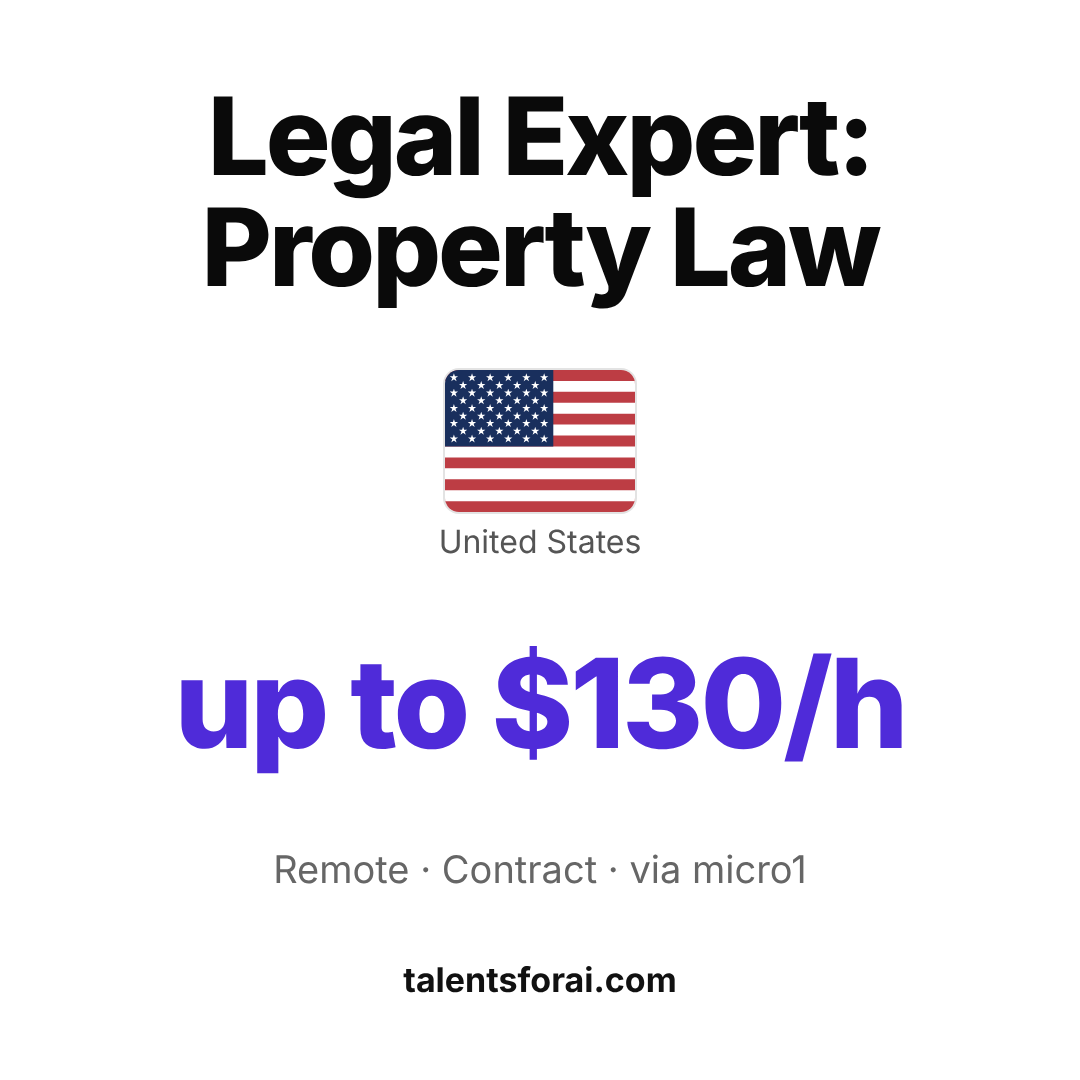 Legal Expert:
Property Law
United States
up to $130/h
Remote · Contract · via micro1
talentsforai.com